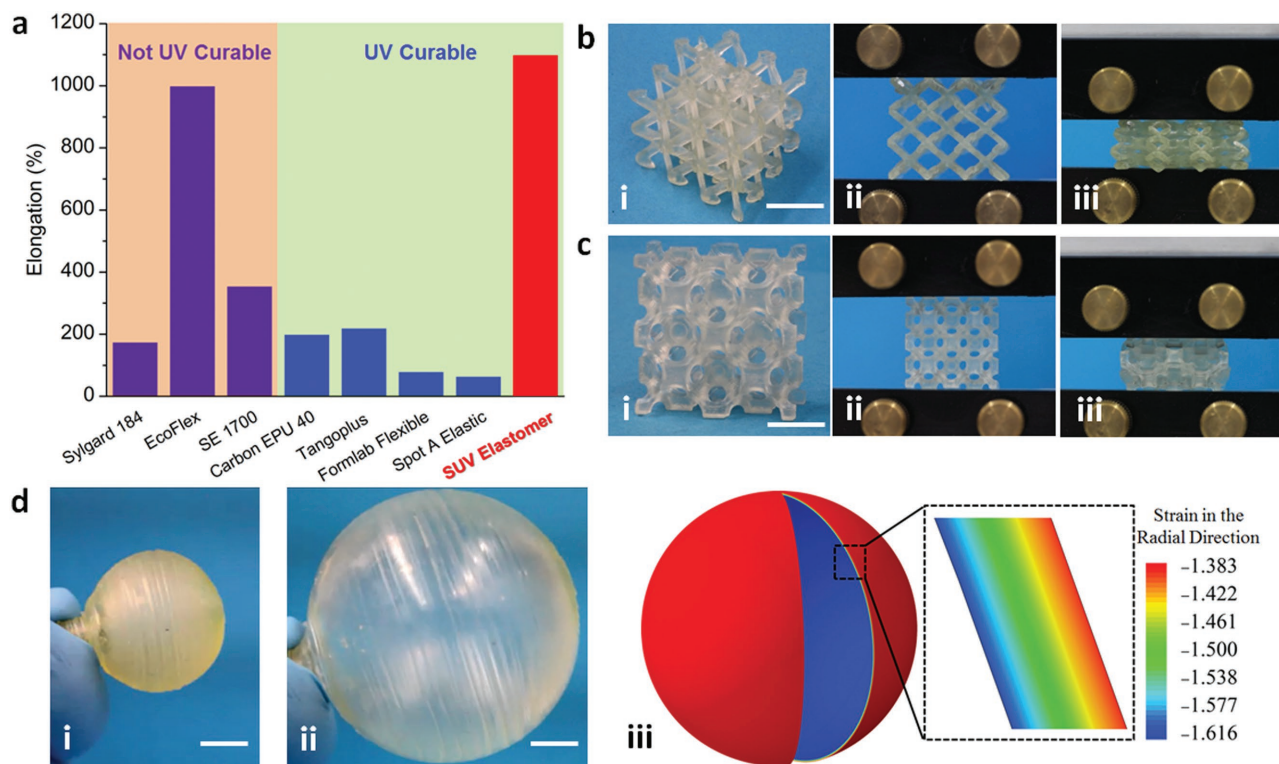 a
1200
1000
800
600
400
200
0
Elongation (%)
Not UV Curable
UV Curable
Sylgard 184
EcoFlex
SE 1700
Carbon EPU 40
Tangoplus
Formlab Flexible
Spot A Elastic
SUV Elastomer
b
i
ii
iii
c
i
ii
iii
d
i
ii
iii
Strain in the
Radial Direction
−1.383
−1.422
−1.461
−1.500
−1.538
−1.577
−1.616